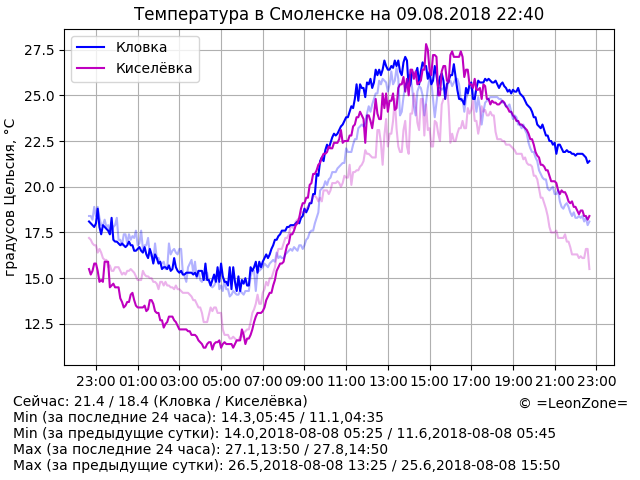 Температура в Смоленске на 09.08.2018 22:40
градусов Цельсия, °C
27.5
25.0
22.5
20.0
17.5
15.0
12.5
Кловка
Киселёвка
23:00 01:00 03:00 05:00 07:00 09:00 11:00 13:00 15:00 17:00 19:00 21:00 23:00
Сейчас: 21.4 / 18.4 (Кловка / Киселёвка)
© =LeonZone=
Min (за последние 24 часа): 14.3,05:45 / 11.1,04:35
Min (за предыдущие сутки): 14.0,2018-08-08 05:25 / 11.6,2018-08-08 05:45
Max (за последние 24 часа): 27.1,13:50 / 27.8,14:50
Max (за предыдущие сутки): 26.5,2018-08-08 13:25 / 25.6,2018-08-08 15:50